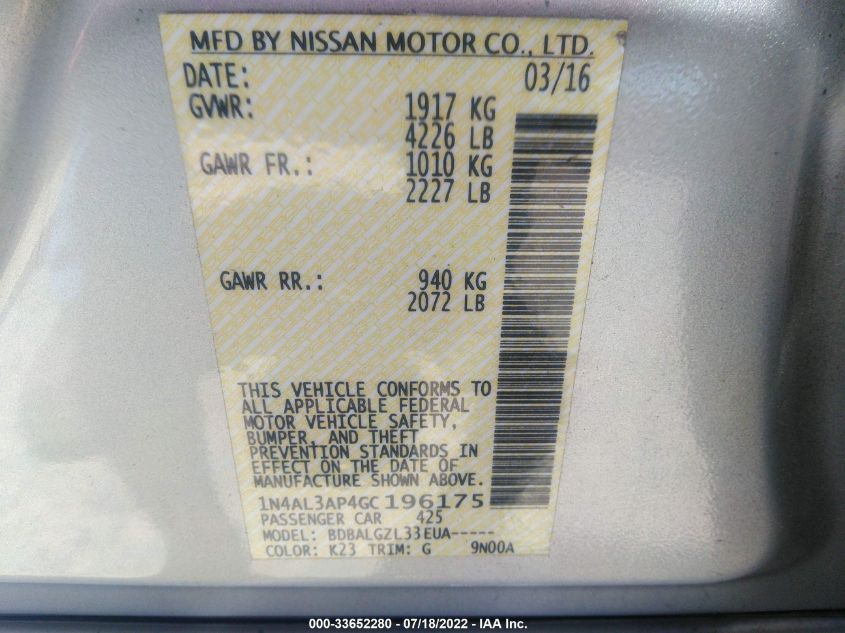 MFD BY NISSAN MOTOR CO., LTD.
DATE: 03/16
GVWR: 1917 KG
4226 LB
GAWR FR.: 1010 KG
2227 LB
GAWR RR.: 940 KG
2072 LB
THIS VEHICLE CONFORMS TO
ALL APPLICABLE FEDERAL
MOTOR VEHICLE SAFETY,
BUMPER, AND THEFT
PREVENTION STANDARDS IN
EFFECT ON THE DATE OF
MANUFACTURE SHOWN ABOVE.
1N4AL3AP4GC196175
PASSENGER CAR 425
MODEL: BDBALGZL33EUA-----
COLOR: K23 TRIM: G 9N00A
000-33652280 - 07/18/2022 - IAA Inc.